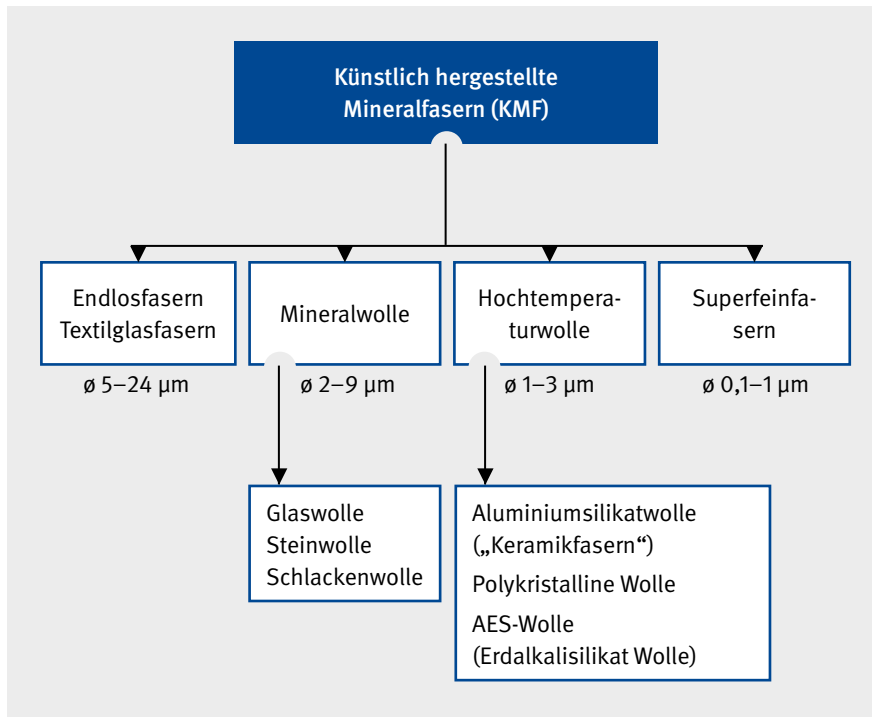 Künstlich hergestellte
Mineralfasern (KMF)
Endlosfasern
Textilglasfasern
Mineralwolle
Hochtempera-
turwolle
Superfeinfa-
sern
ø 5–24 µm
ø 2–9 µm
ø 1–3 µm
ø 0,1–1 µm
Glaswolle
Steinwolle
Schlackenwolle
Aluminiumsilikatwolle
(„Keramikfasern“)
Polykristalline Wolle
AES-Wolle
(Erdalkalisilikat Wolle)